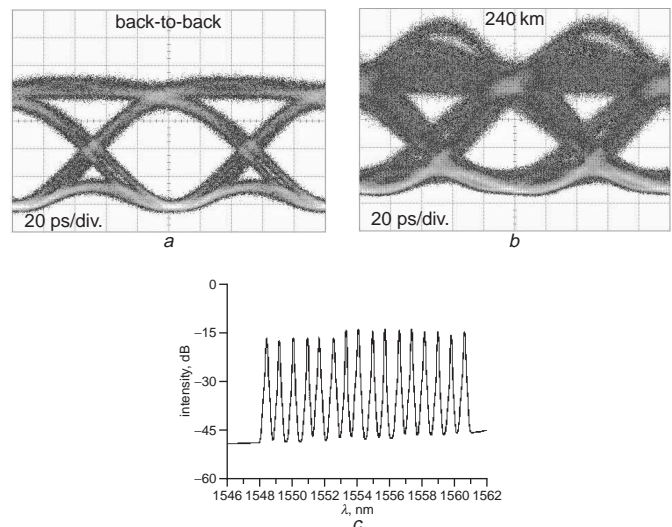 back-to-back
20 ps/div.
a
240 km
20 ps/div.
b
0
–15
–30
–45
–60
intensity, dB
1546 1548 1550 1552 1554 1556 1558 1560 1562
λ, nm
c